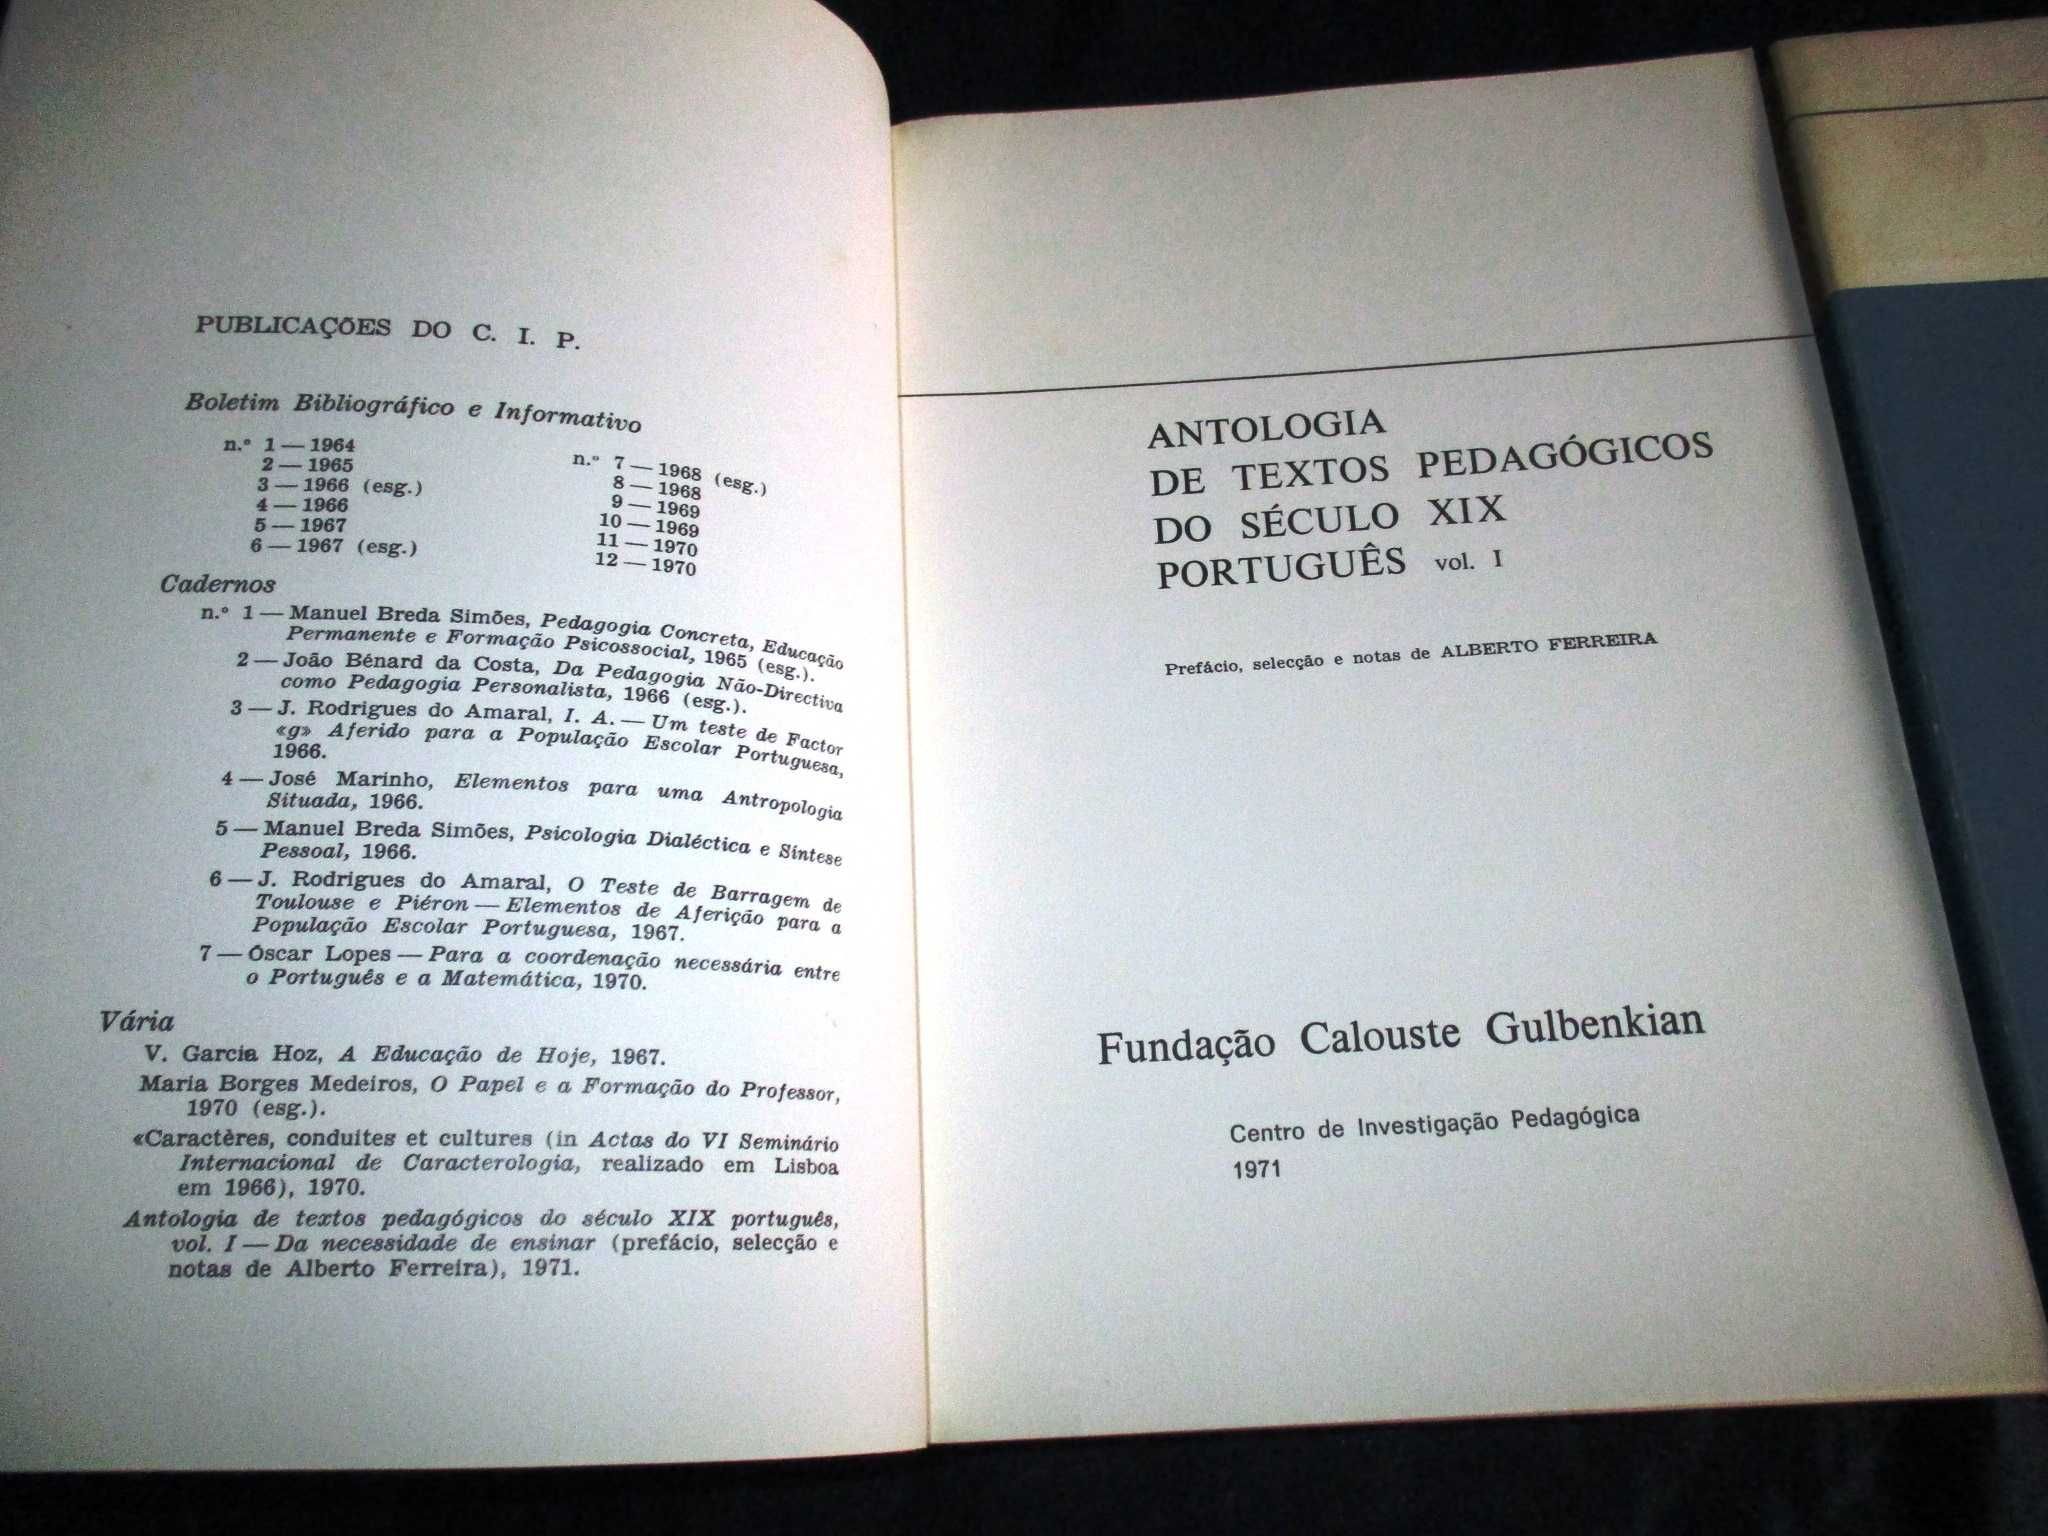 PUBLICAÇÕES DO C. I. P.
Boletim Bibliográfico e Informativo
n.º 1 — 1964
2 — 1965
3 — 1966 (esg.)
4 — 1966
5 — 1967
6 — 1967 (esg.)
n.º 7 — 1968 (esg.)
8 — 1968
9 — 1969
10 — 1969
11 — 1970
12 — 1970
Cadernos
n.º 1 — Manuel Breda Simões, Pedagogia Concreta, Educação
Permanente e Formação Psicossocial, 1965 (esg.).
2 — João Bénard da Costa, Da Pedagogia Não-Directiva
como Pedagogia Personalista, 1966 (esg.).
3 — J. Rodrigues do Amaral, I. A. — Um teste de Factor
«g» Aferido para a População Escolar Portuguesa,
1966.
4 — José Marinho, Elementos para uma Antropologia
Situada, 1966.
5 — Manuel Breda Simões, Psicologia Dialéctica e Síntese
Pessoal, 1966.
6 — J. Rodrigues do Amaral, O Teste de Barragem de
Toulouse e Piéron — Elementos de Aferição para a
População Escolar Portuguesa, 1967.
7 — Óscar Lopes — Para a coordenação necessária entre
o Português e a Matemática, 1970.
Vária
V. Garcia Hoz, A Educação de Hoje, 1967.
Maria Borges Medeiros, O Papel e a Formação do Professor,
1970 (esg.).
«Caractères, conduites et cultures (in Actas do VI Seminário
Internacional de Caracterologia, realizado em Lisboa
em 1966), 1970.
Antologia de textos pedagógicos do século XIX português,
vol. I — Da necessidade de ensinar (prefácio, selecção e
notas de Alberto Ferreira), 1971.
ANTOLOGIA
DE TEXTOS PEDAGÓGICOS
DO SÉCULO XIX
PORTUGUÊS vol. I
Prefácio, selecção e notas de ALBERTO FERREIRA
Fundação Calouste Gulbenkian
Centro de Investigação Pedagógica
1971